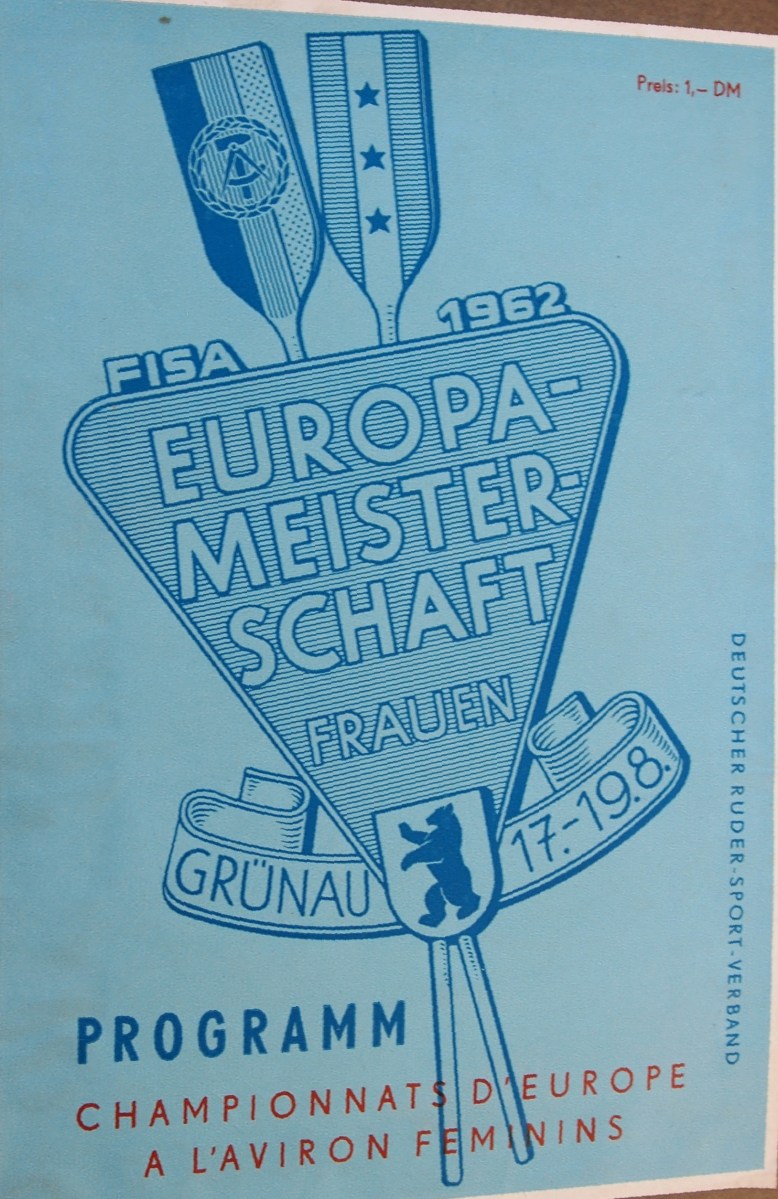 Preis: 1,– DM
FISA 1962
EUROPA-
MEISTER-
SCHAFT
FRAUEN
GRÜNAU 17.-19.8.
DEUTSCHER RUDER-SPORT-VERBAND
PROGRAMM
CHAMPIONNATS D'EUROPE
A L'AVIRON FEMININS